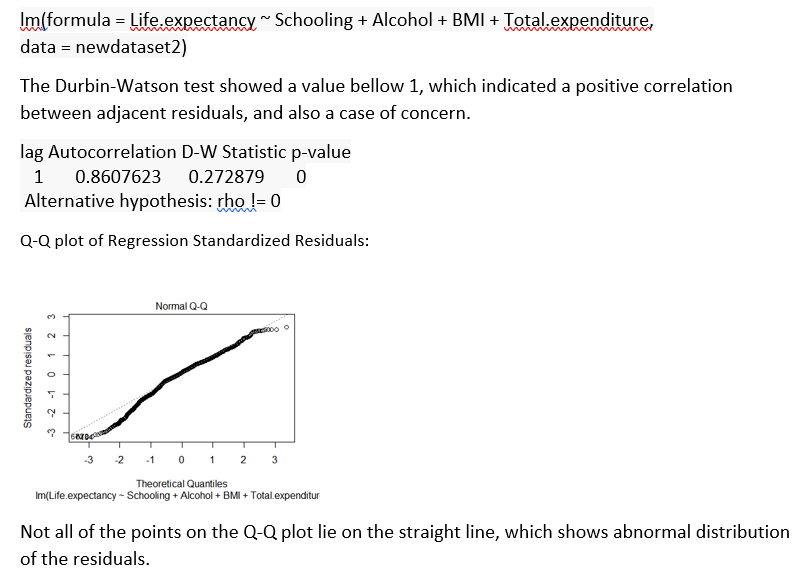 lm(formula = Life.expectancy ~ Schooling + Alcohol + BMI + Total.expenditure,
data = newdataset2)
The Durbin-Watson test showed a value bellow 1, which indicated a positive correlation
between adjacent residuals, and also a case of concern.
lag Autocorrelation D-W Statistic p-value
1 0.8607623 0.272879 0
Alternative hypothesis: rho != 0
Q-Q plot of Regression Standardized Residuals:
Normal Q-Q
Standardized residuals
3
2
1
0
-1
-2
-3
-3 -2 -1 0 1 2 3
Theoretical Quantiles
lm(Life.expectancy ~ Schooling + Alcohol + BMI + Total.expenditur
Not all of the points on the Q-Q plot lie on the straight line, which shows abnormal distribution
of the residuals.